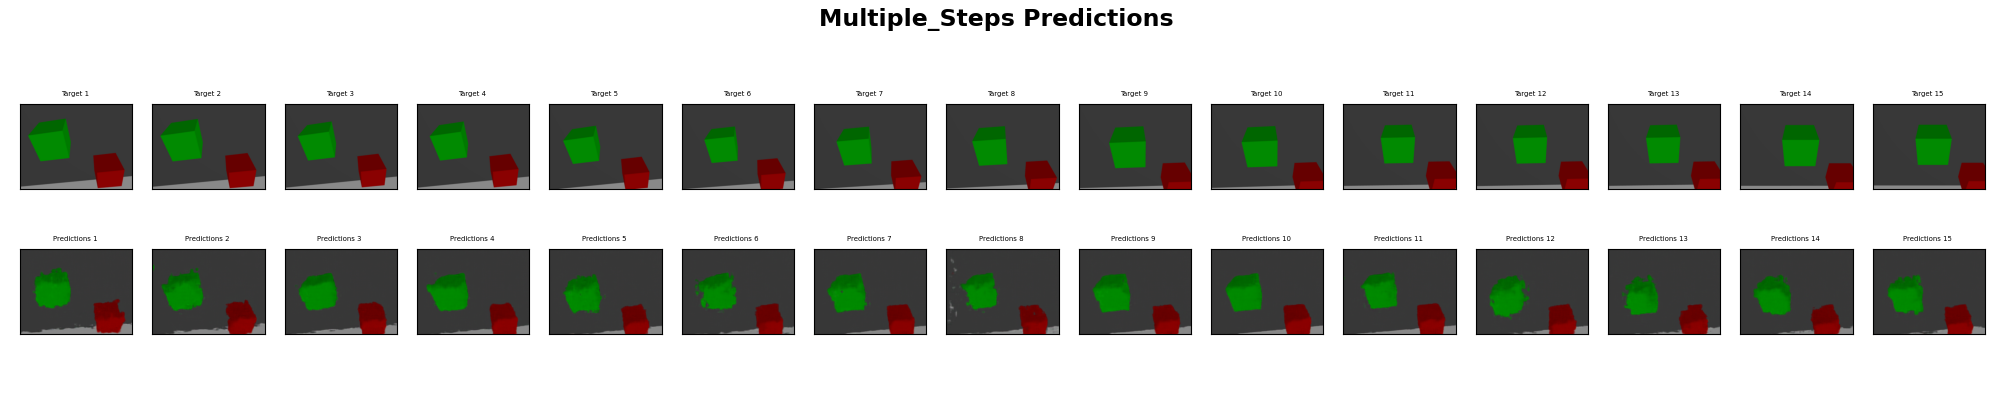 Multiple_Steps Predictions
Target 1 Target 2 Target 3 Target 4 Target 5 Target 6 Target 7 Target 8 Target 9 Target 10 Target 11 Target 12 Target 13 Target 14 Target 15
Predictions 1 Predictions 2 Predictions 3 Predictions 4 Predictions 5 Predictions 6 Predictions 7 Predictions 8 Predictions 9 Predictions 10 Predictions 11 Predictions 12 Predictions 13 Predictions 14 Predictions 15